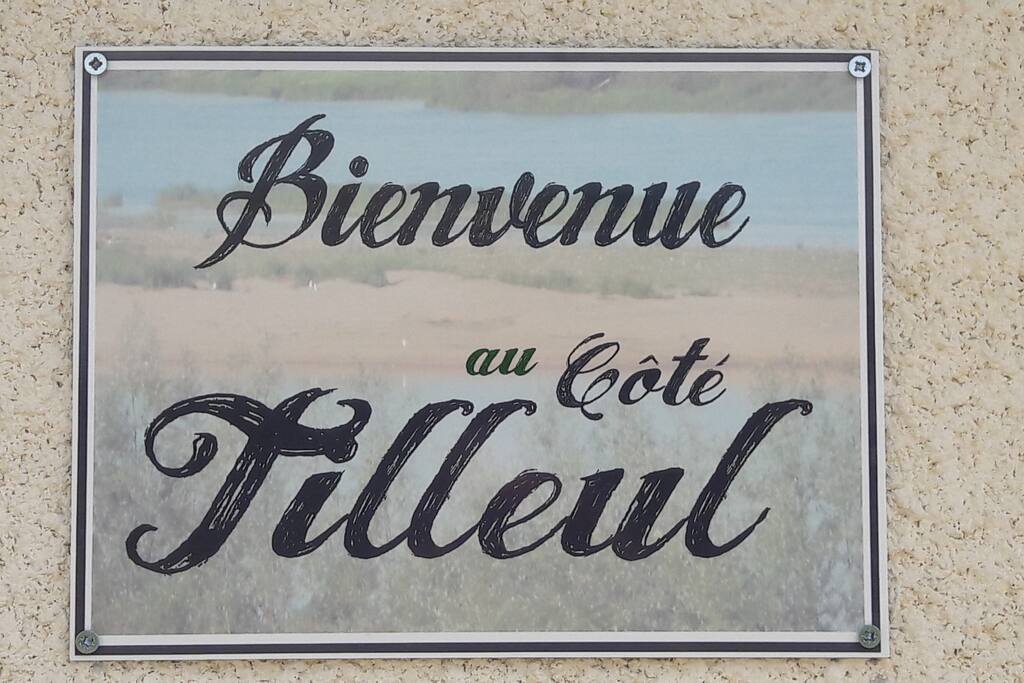 Bienvenue
au Côté
Tilleul